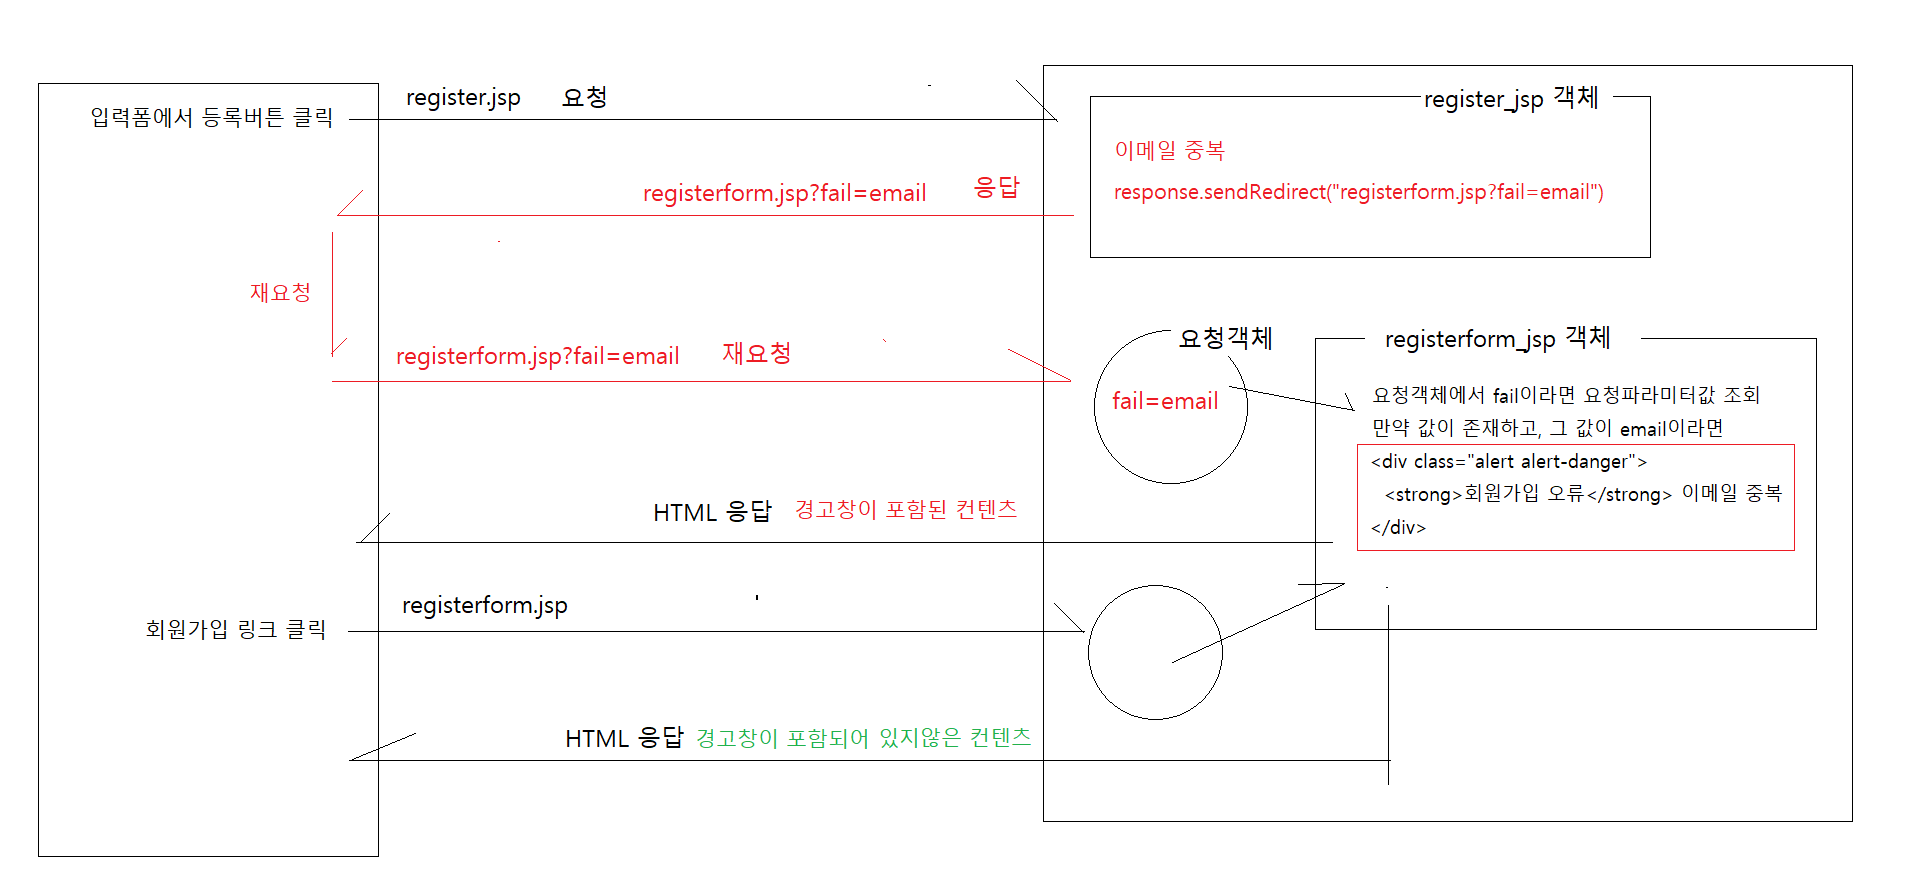 입력폼에서 등록버튼 클릭
register.jsp 요청
register_jsp 객체
이메일 중복
response.sendRedirect("registerform.jsp?fail=email")
registerform.jsp?fail=email 응답
재요청
registerform.jsp?fail=email 재요청
요청객체
fail=email
registerform_jsp 객체
요청객체에서 fail이라면 요청파라미터값 조회
만약 값이 존재하고, 그 값이 email이라면
<div class="alert alert-danger">
<strong>회원가입 오류</strong> 이메일 중복
</div>
HTML 응답 경고창이 포함된 컨텐츠
회원가입 링크 클릭
registerform.jsp
HTML 응답 경고창이 포함되어 있지않은 컨텐츠